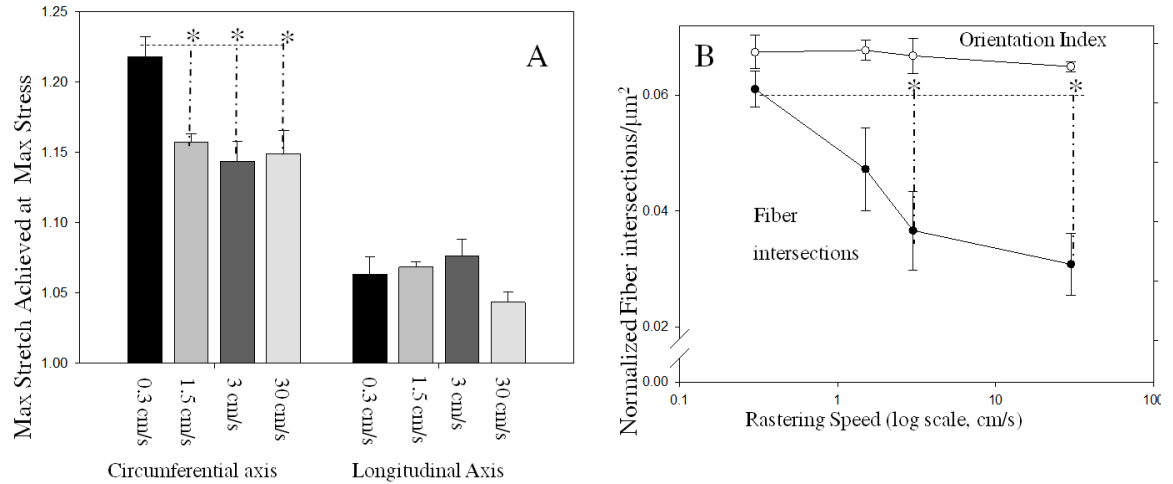 Max Stretch Achieved at Max Stress
1.25
1.20
1.15
1.10
1.05
1.00
* * *
A
0.3 cm/s
1.5 cm/s
3 cm/s
30 cm/s
0.3 cm/s
1.5 cm/s
3 cm/s
30 cm/s
Circumferential axis
Longitudinal Axis
Normalized Fiber intersections/μm²
0.06
0.04
0.02
0.00
B
Orientation Index
* *
Fiber
intersections
0.1
1
10
100
Rastering Speed (log scale, cm/s)